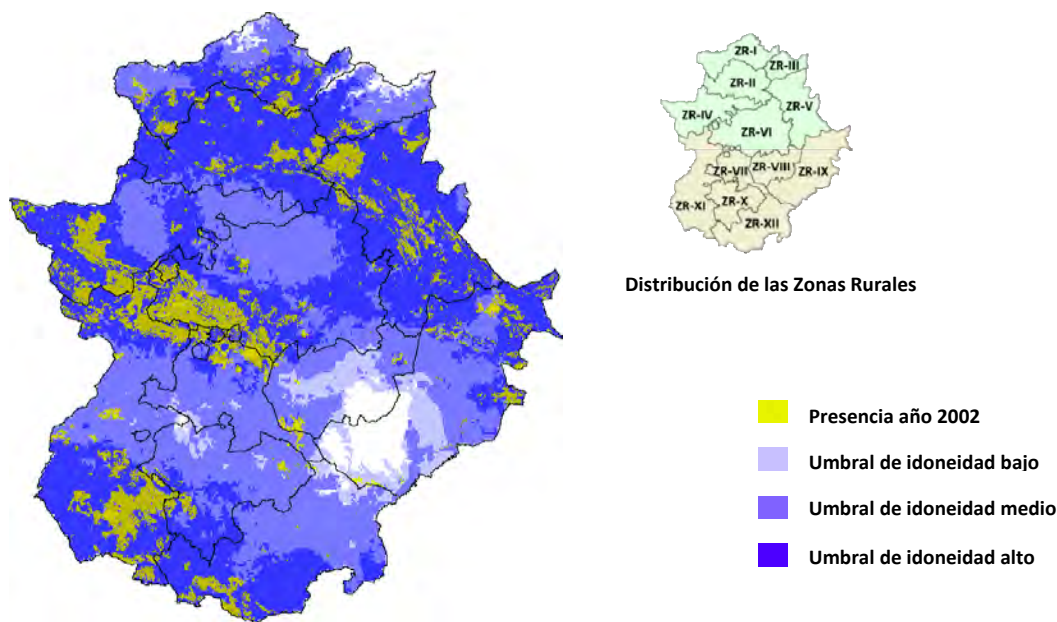 ZR-I
ZR-III
ZR-II
ZR-V
ZR-IV
ZR-VI
ZR-VII
ZR-VIII
ZR-IX
ZR-XI
ZR-X
ZR-XII
Distribución de las Zonas Rurales
Presencia año 2002
Umbral de idoneidad bajo
Umbral de idoneidad medio
Umbral de idoneidad alto